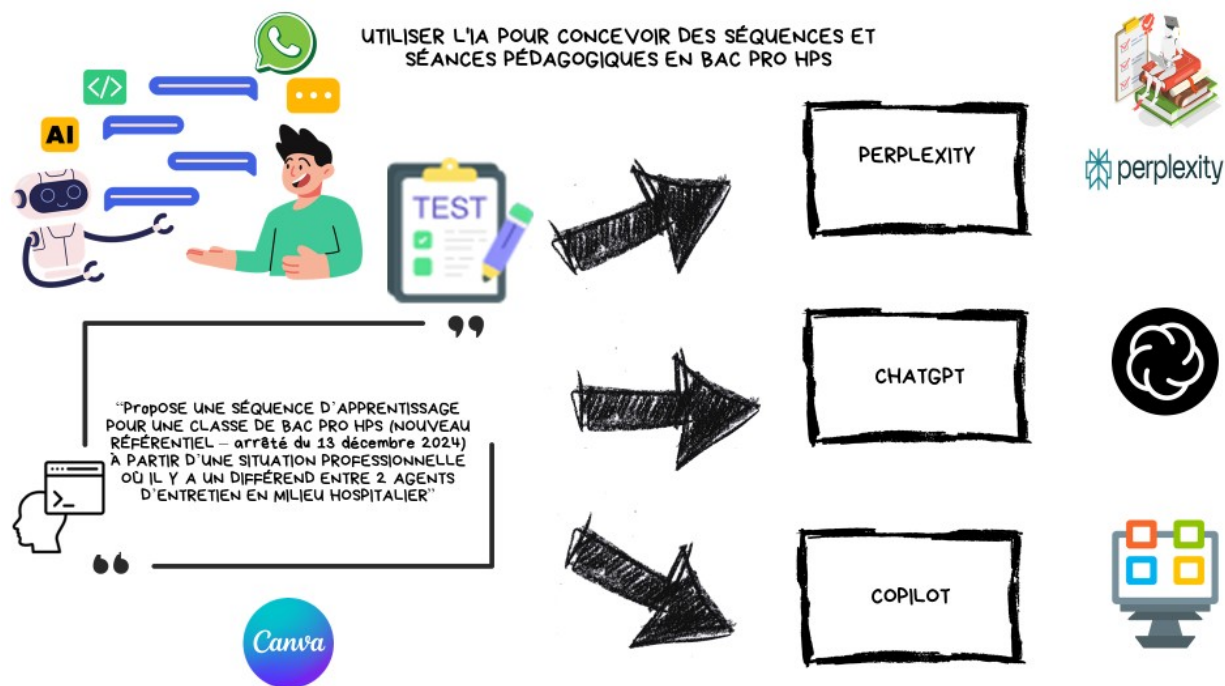 UTILISER L'IA POUR CONCEVOIR DES SÉQUENCES ET
SÉANCES PÉDAGOGIQUES EN BAC PRO HPS
</>
AI
TEST
“PropOSE UNE SÉQUENCE D'APPRENTISSAGE
POUR UNE CLASSE DE BAC PRO HPS (NOUVEAU
RÉFÉRENTIEL – arrêté du 13 décembre 2024)
À PARTIR D'UNE SITUATION PROFESSIONNELLE
OÙ IL Y A UN DIFFÉREND ENTRE 2 AGENTS
D'ENTRETIEN EN MILIEU HOSPITALIER”
>_
Canva
PERPLEXITY
perplexity
CHATGPT
COPILOT